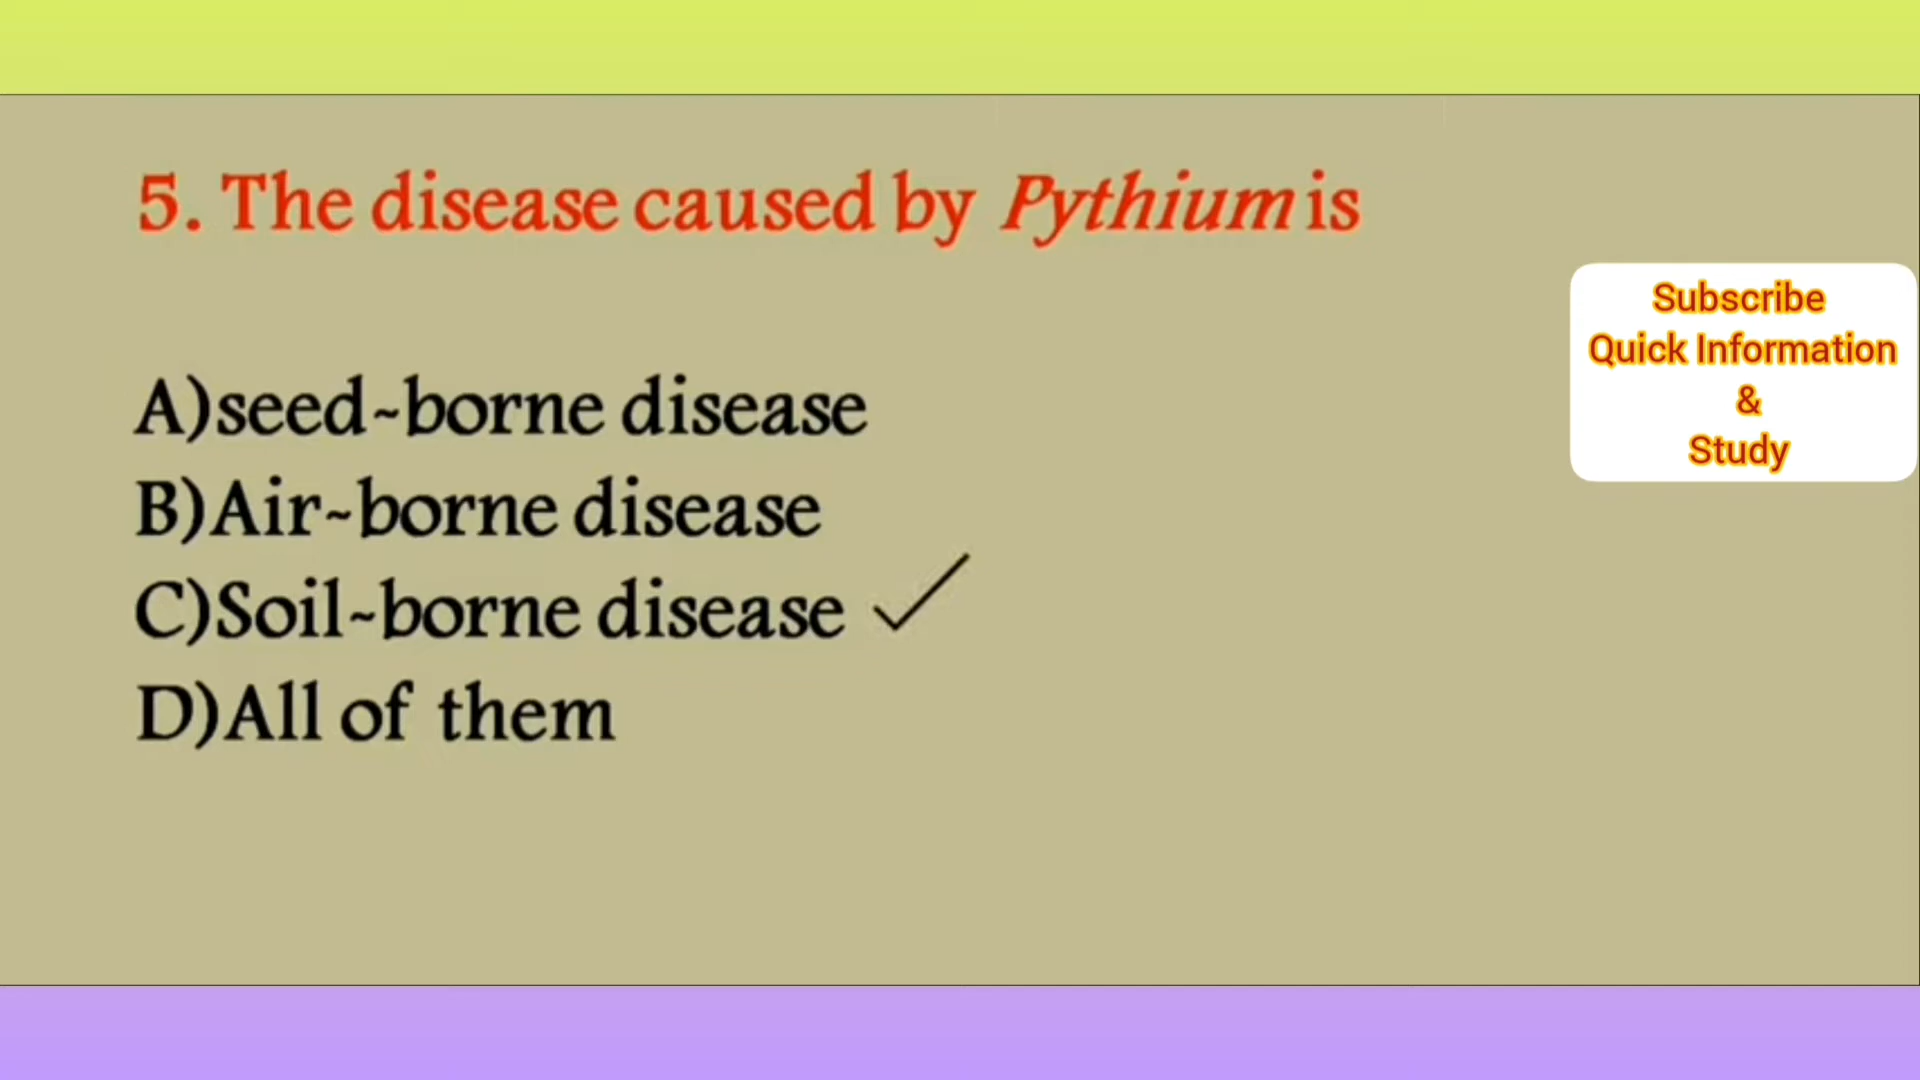 5. The disease caused by Pythium is
A)seed-borne disease
B)Air-borne disease
C)Soil-borne disease ✓
D)All of them
Subscribe
Quick Information
&
Study